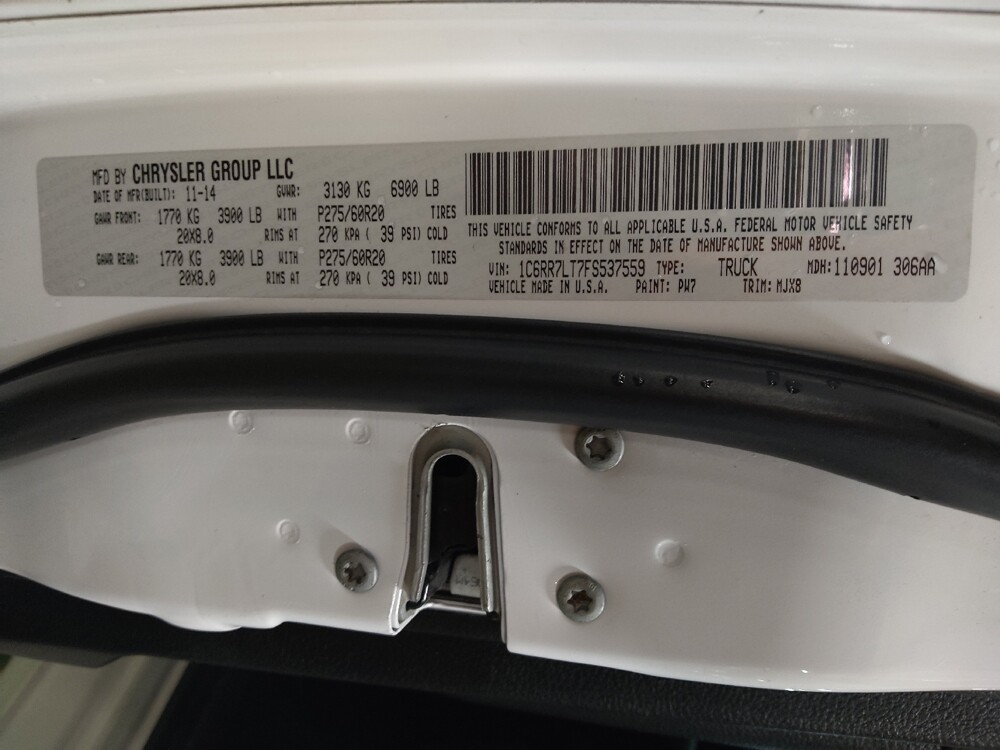 MFD BY CHRYSLER GROUP LLC
DATE OF MFR(BUILT): 11-14 GVWR: 3130 KG 6900 LB
GAWR FRONT: 1770 KG 3900 LB WITH P275/60R20 TIRES
20X8.0 RIMS AT 270 KPA ( 39 PSI) COLD
GAWR REAR: 1770 KG 3900 LB WITH P275/60R20 TIRES
20X8.0 RIMS AT 270 KPA ( 39 PSI) COLD
THIS VEHICLE CONFORMS TO ALL APPLICABLE U.S.A. FEDERAL MOTOR VEHICLE SAFETY
STANDARDS IN EFFECT ON THE DATE OF MANUFACTURE SHOWN ABOVE.
VIN: 1C6RR7LT7FS537559 TYPE: TRUCK MDH: 110901 306AA
VEHICLE MADE IN U.S.A. PAINT: PW7 TRIM: MJX8